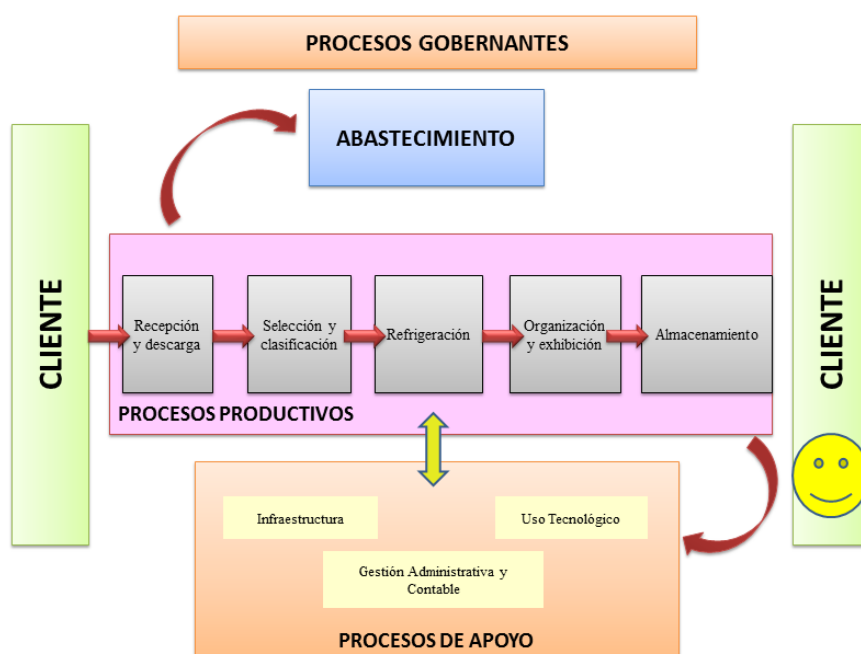 PROCESOS GOBERNANTES
ABASTECIMIENTO
CLIENTE
Recepción
y descarga
Selección y
clasificación
Refrigeración
Organización
y exhibición
Almacenamiento
PROCESOS PRODUCTIVOS
CLIENTE
Infraestructura
Uso Tecnológico
Gestión Administrativa y
Contable
PROCESOS DE APOYO